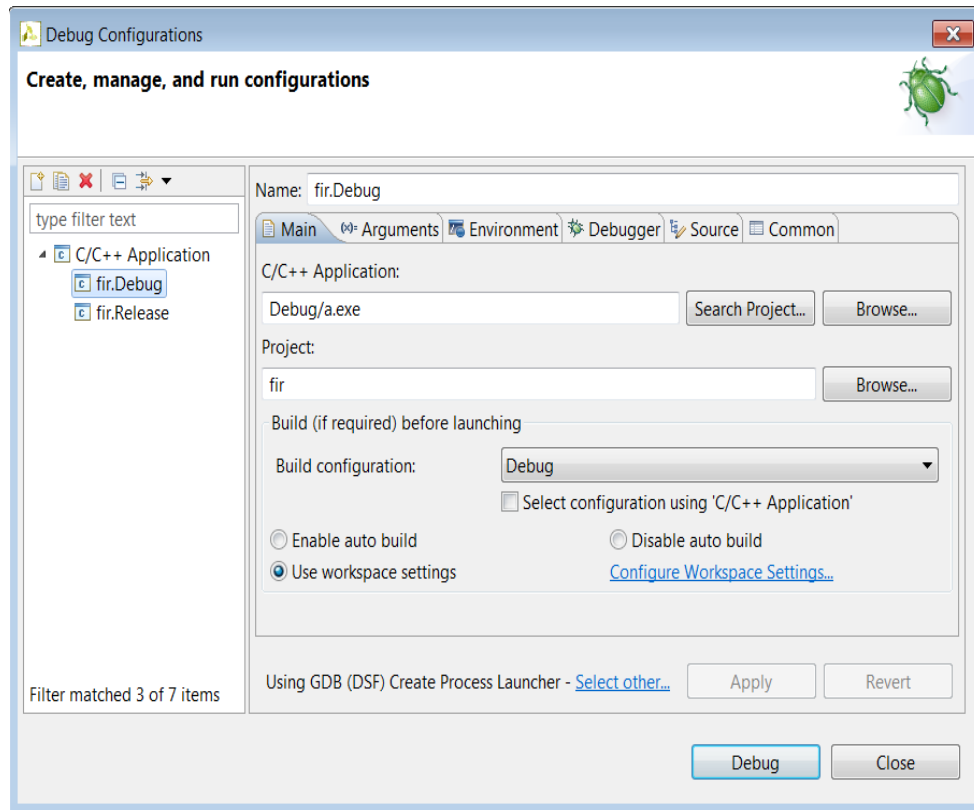 Debug Configurations
Create, manage, and run configurations
type filter text
C/C++ Application
fir.Debug
fir.Release
Filter matched 3 of 7 items
Name: fir.Debug
Main (x)= Arguments Environment Debugger Source Common
C/C++ Application:
Debug/a.exe Search Project... Browse...
Project:
fir Browse...
Build (if required) before launching
Build configuration: Debug
Select configuration using 'C/C++ Application'
Enable auto build Disable auto build
Use workspace settings Configure Workspace Settings...
Using GDB (DSF) Create Process Launcher - Select other... Apply Revert
Debug Close